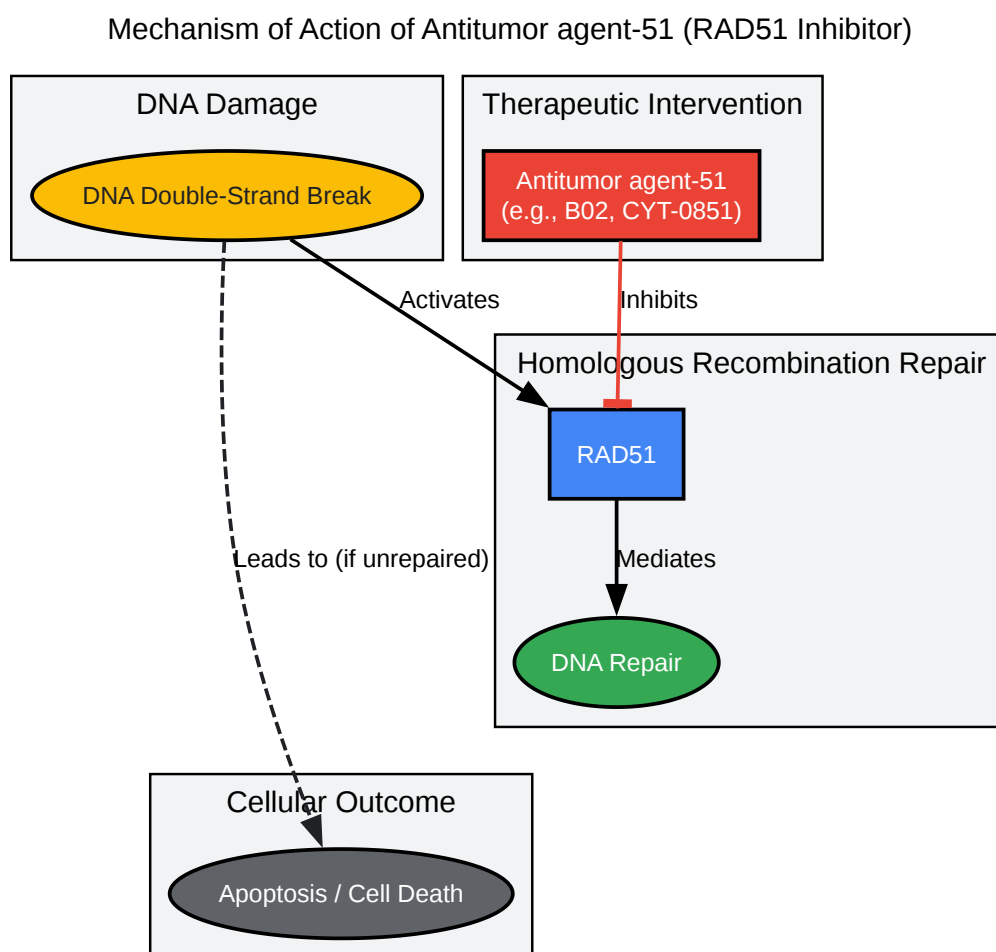 Mechanism of Action of Antitumor agent-51 (RAD51 Inhibitor)
DNA Damage
Therapeutic Intervention
DNA Double-Strand Break
Antitumor agent-51
(e.g., B02, CYT-0851)
Activates
Inhibits
Homologous Recombination Repair
RAD51
Leads to (if unrepaired)
Mediates
DNA Repair
Cellular Outcome
Apoptosis / Cell Death